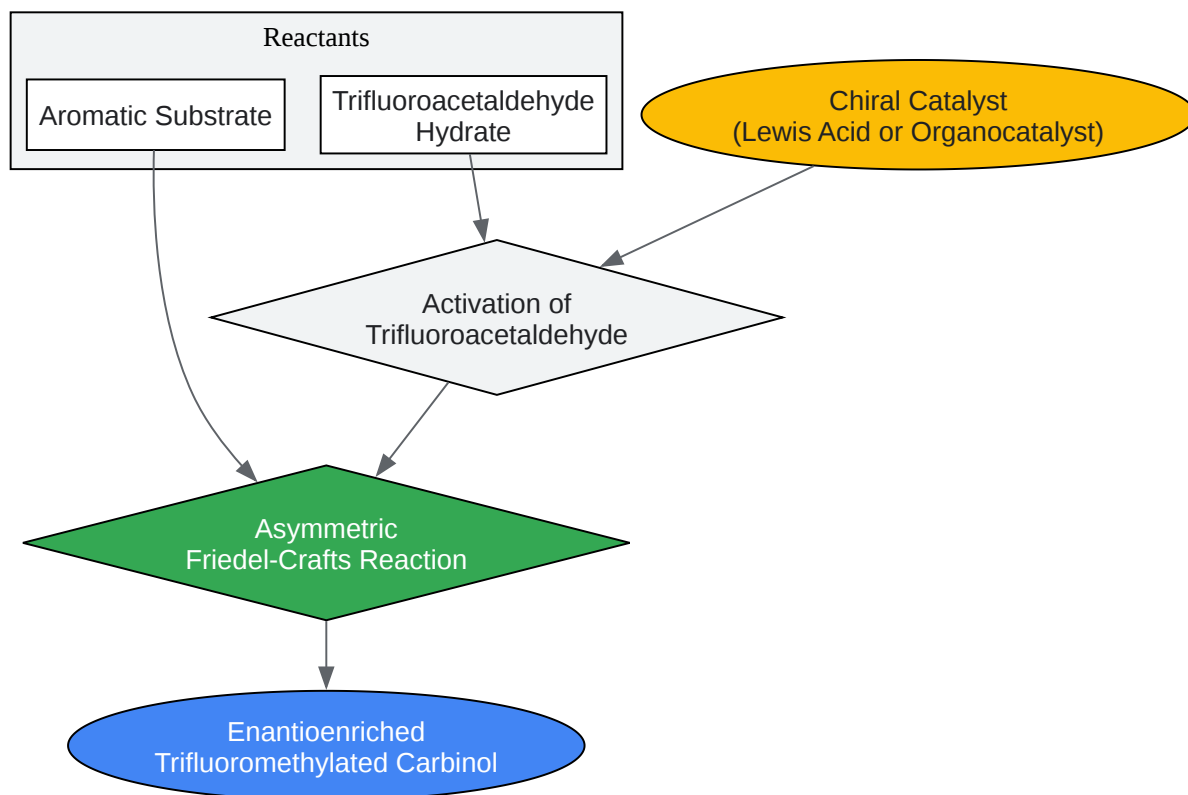 Reactants
Aromatic Substrate
Trifluoroacetaldehyde
Hydrate
Chiral Catalyst
(Lewis Acid or Organocatalyst)
Activation of
Trifluoroacetaldehyde
Asymmetric
Friedel-Crafts Reaction
Enantioenriched
Trifluoromethylated Carbinol